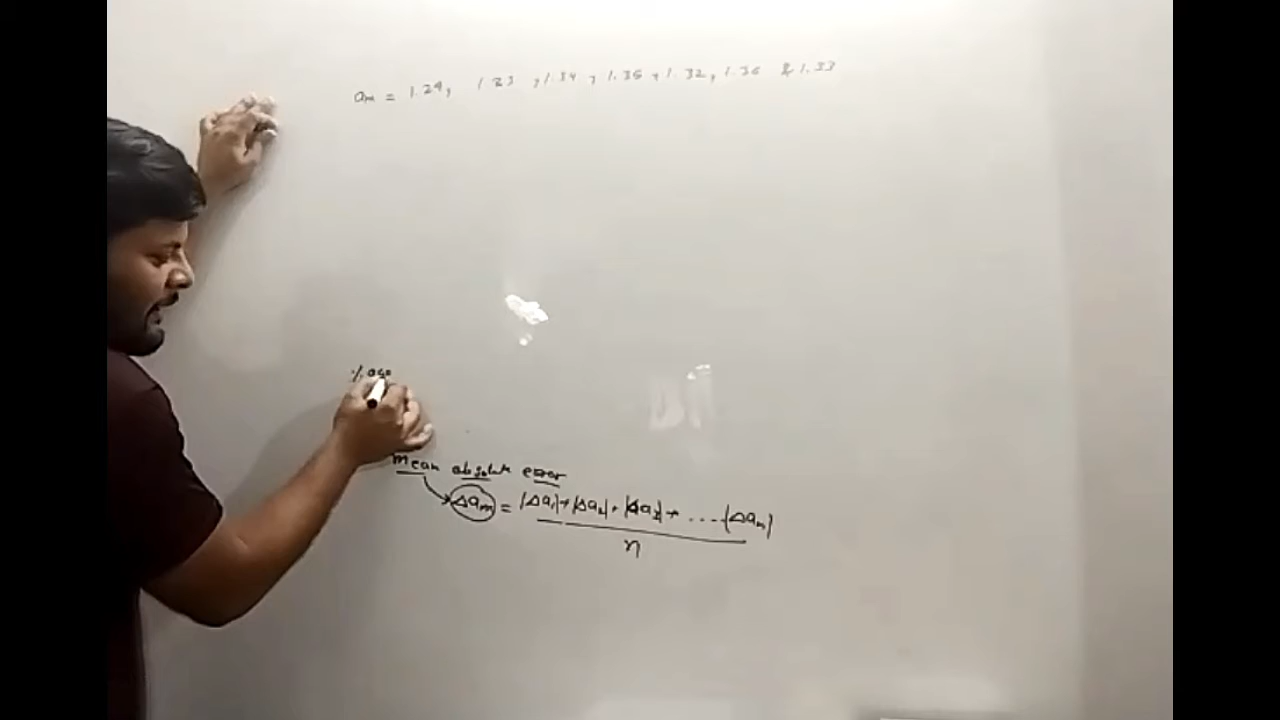 am = 1.29, 1.33 , 1.34 , 1.35 , 1.32, 1.36 & 1.33
% age
mean absolute error
Δam = |Δa1| + |Δa2| + |Δa3| + ....|Δan|
n